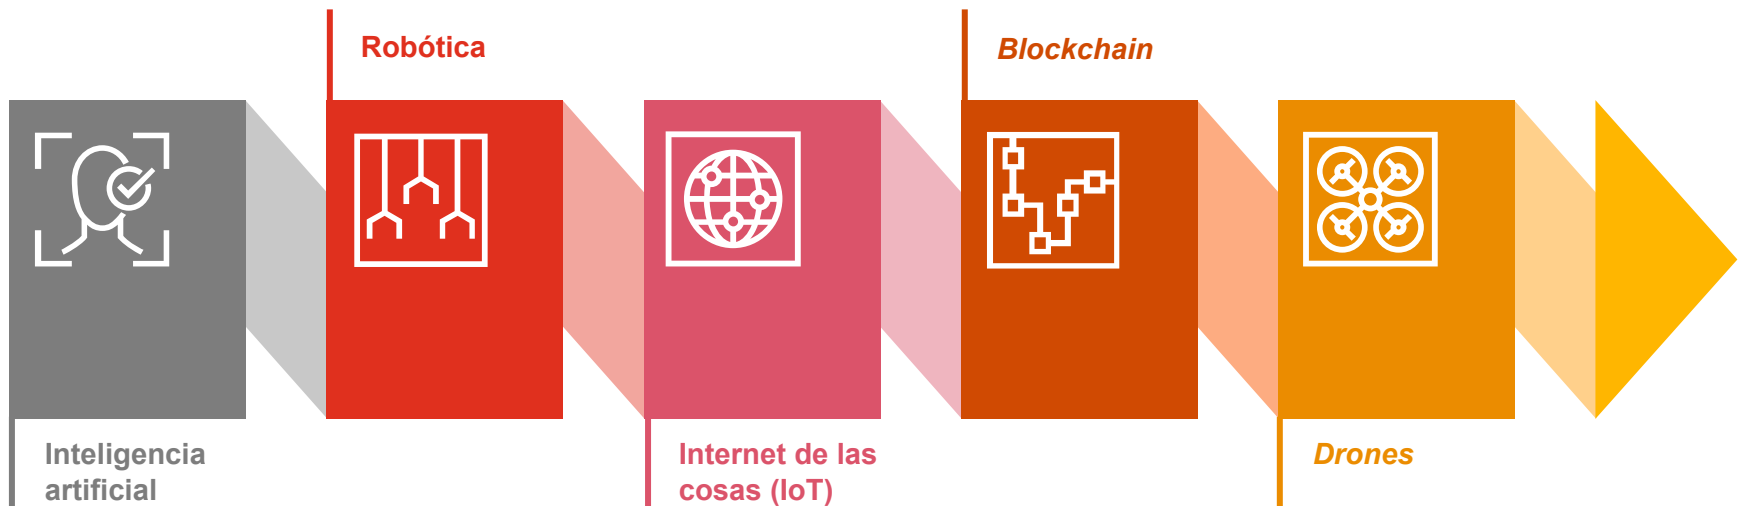 Robótica
Blockchain
Inteligencia
artificial
Internet de las
cosas (IoT)
Drones